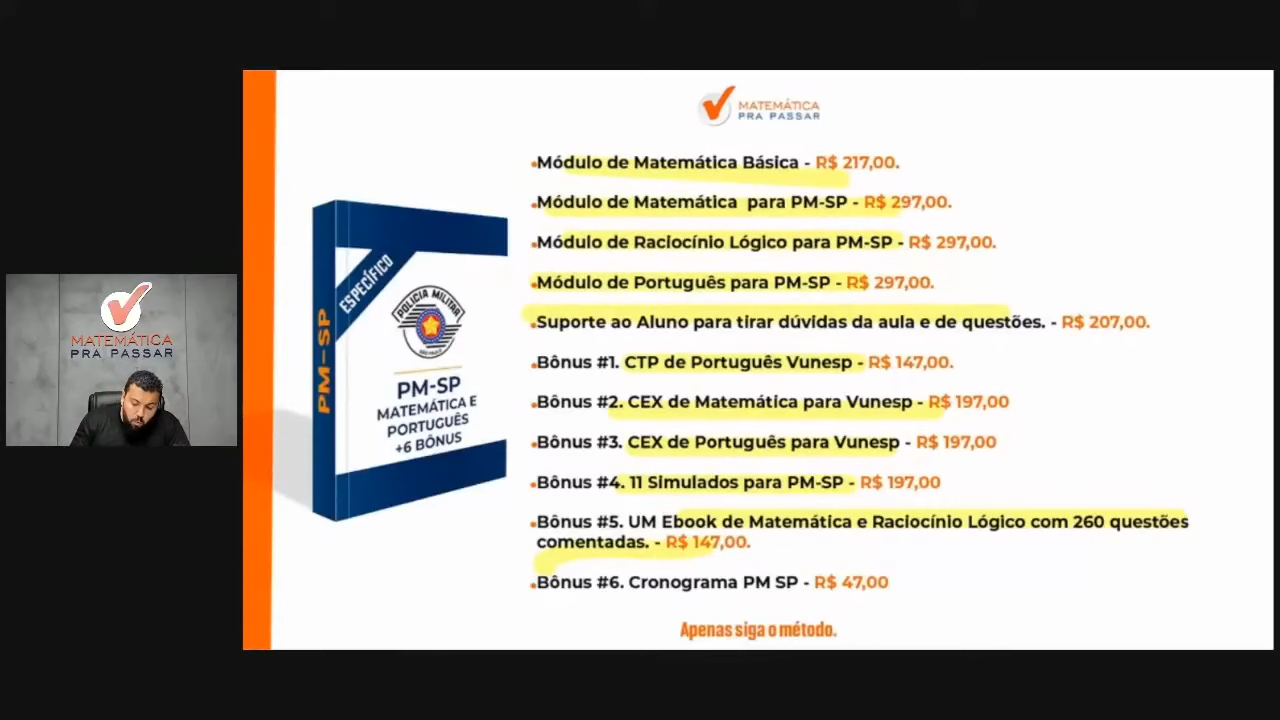 MATEMÁTICA
PRA PASSAR
•Módulo de Matemática Básica - R$ 217,00.
•Módulo de Matemática para PM-SP - R$ 297,00.
•Módulo de Raciocínio Lógico para PM-SP - R$ 297,00.
•Módulo de Português para PM-SP - R$ 297,00.
•Suporte ao Aluno para tirar dúvidas da aula e de questões. - R$ 207,00.
•Bônus #1. CTP de Português Vunesp - R$ 147,00.
•Bônus #2. CEX de Matemática para Vunesp - R$ 197,00
•Bônus #3. CEX de Português para Vunesp - R$ 197,00
•Bônus #4. 11 Simulados para PM-SP - R$ 197,00
•Bônus #5. UM Ebook de Matemática e Raciocínio Lógico com 260 questões
comentadas. - R$ 147,00.
•Bônus #6. Cronograma PM SP - R$ 47,00
Apenas siga o método.
PM-SP
ESPECÍFICO
POLÍCIA MILITAR
SÃO PAULO
PM-SP
MATEMÁTICA E
PORTUGUÊS
+6 BÔNUS
MATEMÁTICA
PRA PASSAR